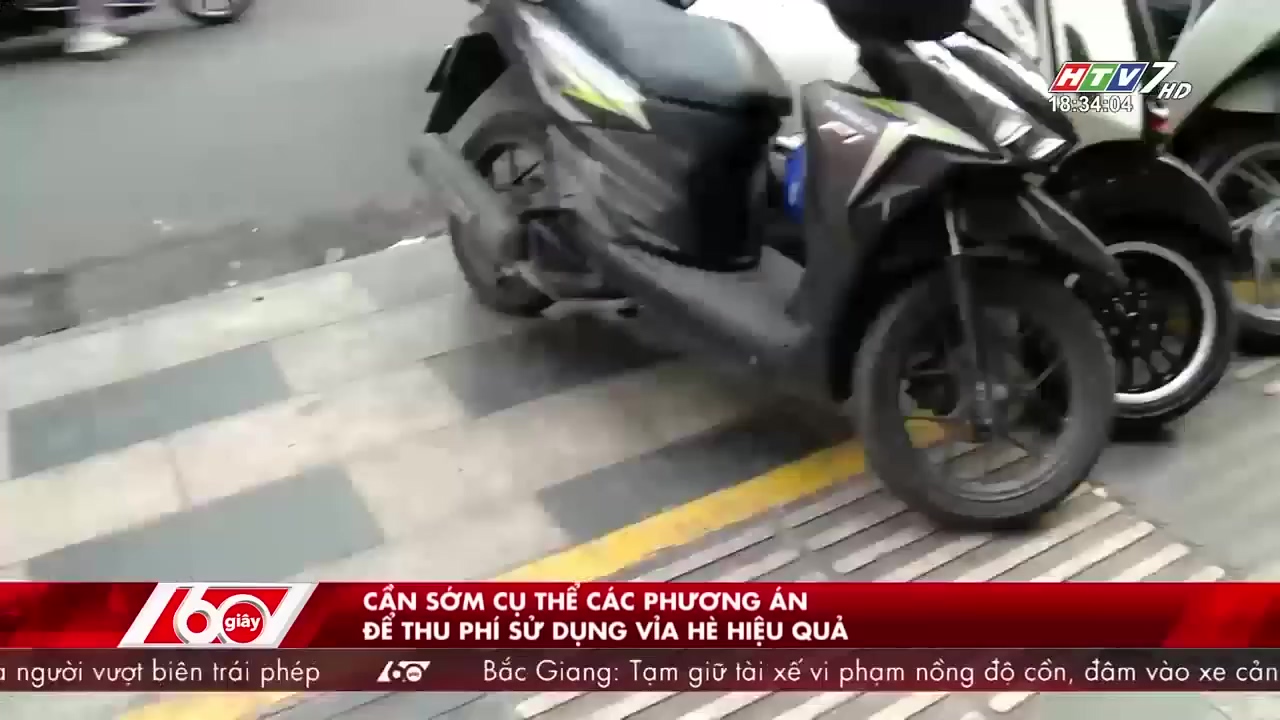 HTV7 HD
18:34:04
60 giây
CẦN SỚM CỤ THỂ CÁC PHƯƠNG ÁN
ĐỂ THU PHÍ SỬ DỤNG VỈA HÈ HIỆU QUẢ
người vượt biên trái phép 60 Bắc Giang: Tạm giữ tài xế vi phạm nồng độ cồn, đâm vào xe cản